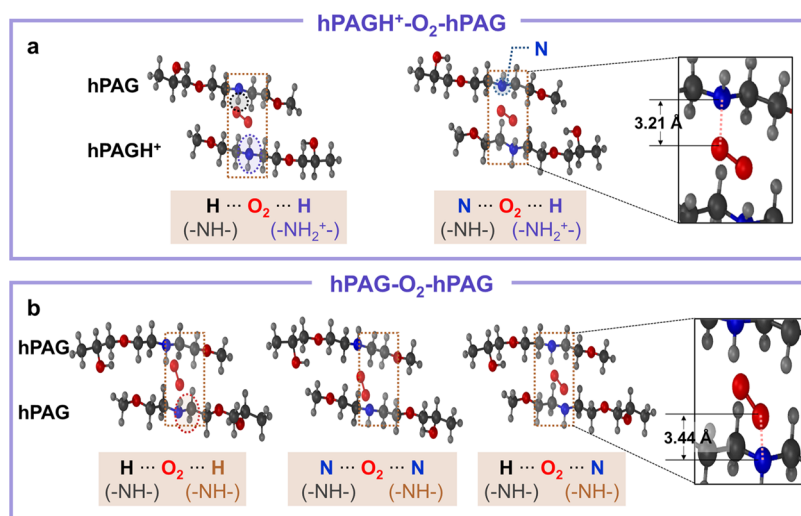 hPAGH⁺-O₂-hPAG
a
N
hPAG
hPAGH⁺
3.21 Å
H ··· O₂ ··· H
(-NH-) (-NH₂⁺-)
N ··· O₂ ··· H
(-NH-) (-NH₂⁺-)
hPAG-O₂-hPAG
b
hPAG
hPAG
3.44 Å
H ··· O₂ ··· H
(-NH-) (-NH-)
N ··· O₂ ··· N
(-NH-) (-NH-)
H ··· O₂ ··· N
(-NH-) (-NH-)